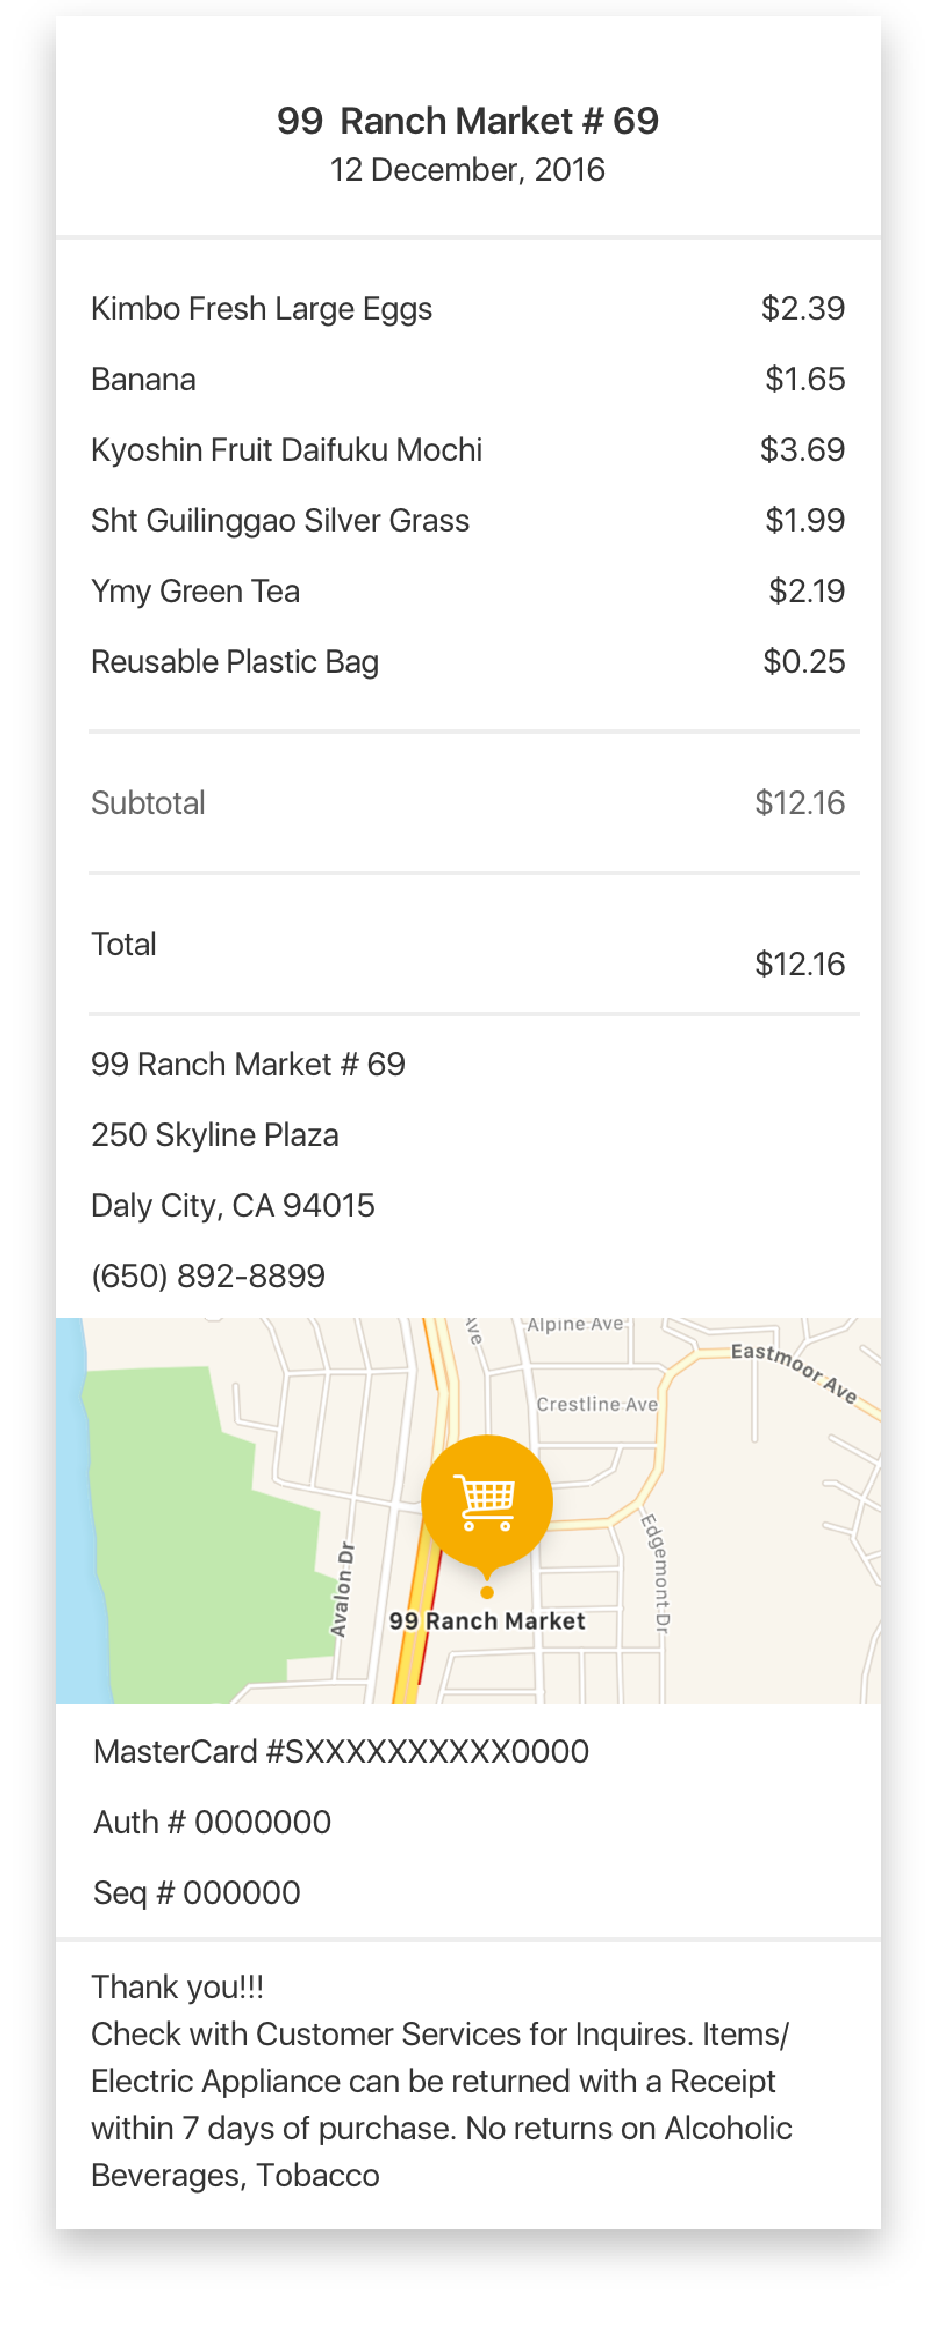 99 Ranch Market # 69
12 December, 2016
Kimbo Fresh Large Eggs $2.39
Banana $1.65
Kyoshin Fruit Daifuku Mochi $3.69
Sht Guilinggao Silver Grass $1.99
Ymy Green Tea $2.19
Reusable Plastic Bag $0.25
Subtotal $12.16
Total $12.16
99 Ranch Market # 69
250 Skyline Plaza
Daly City, CA 94015
(650) 892-8899
Ave
Alpine Ave
Eastmoor Ave
Crestline Ave
Edgemont Dr
Avalon Dr
99 Ranch Market
MasterCard #SXXXXXXXXXX0000
Auth # 0000000
Seq # 000000
Thank you!!!
Check with Customer Services for Inquires. Items/
Electric Appliance can be returned with a Receipt
within 7 days of purchase. No returns on Alcoholic
Beverages, Tobacco